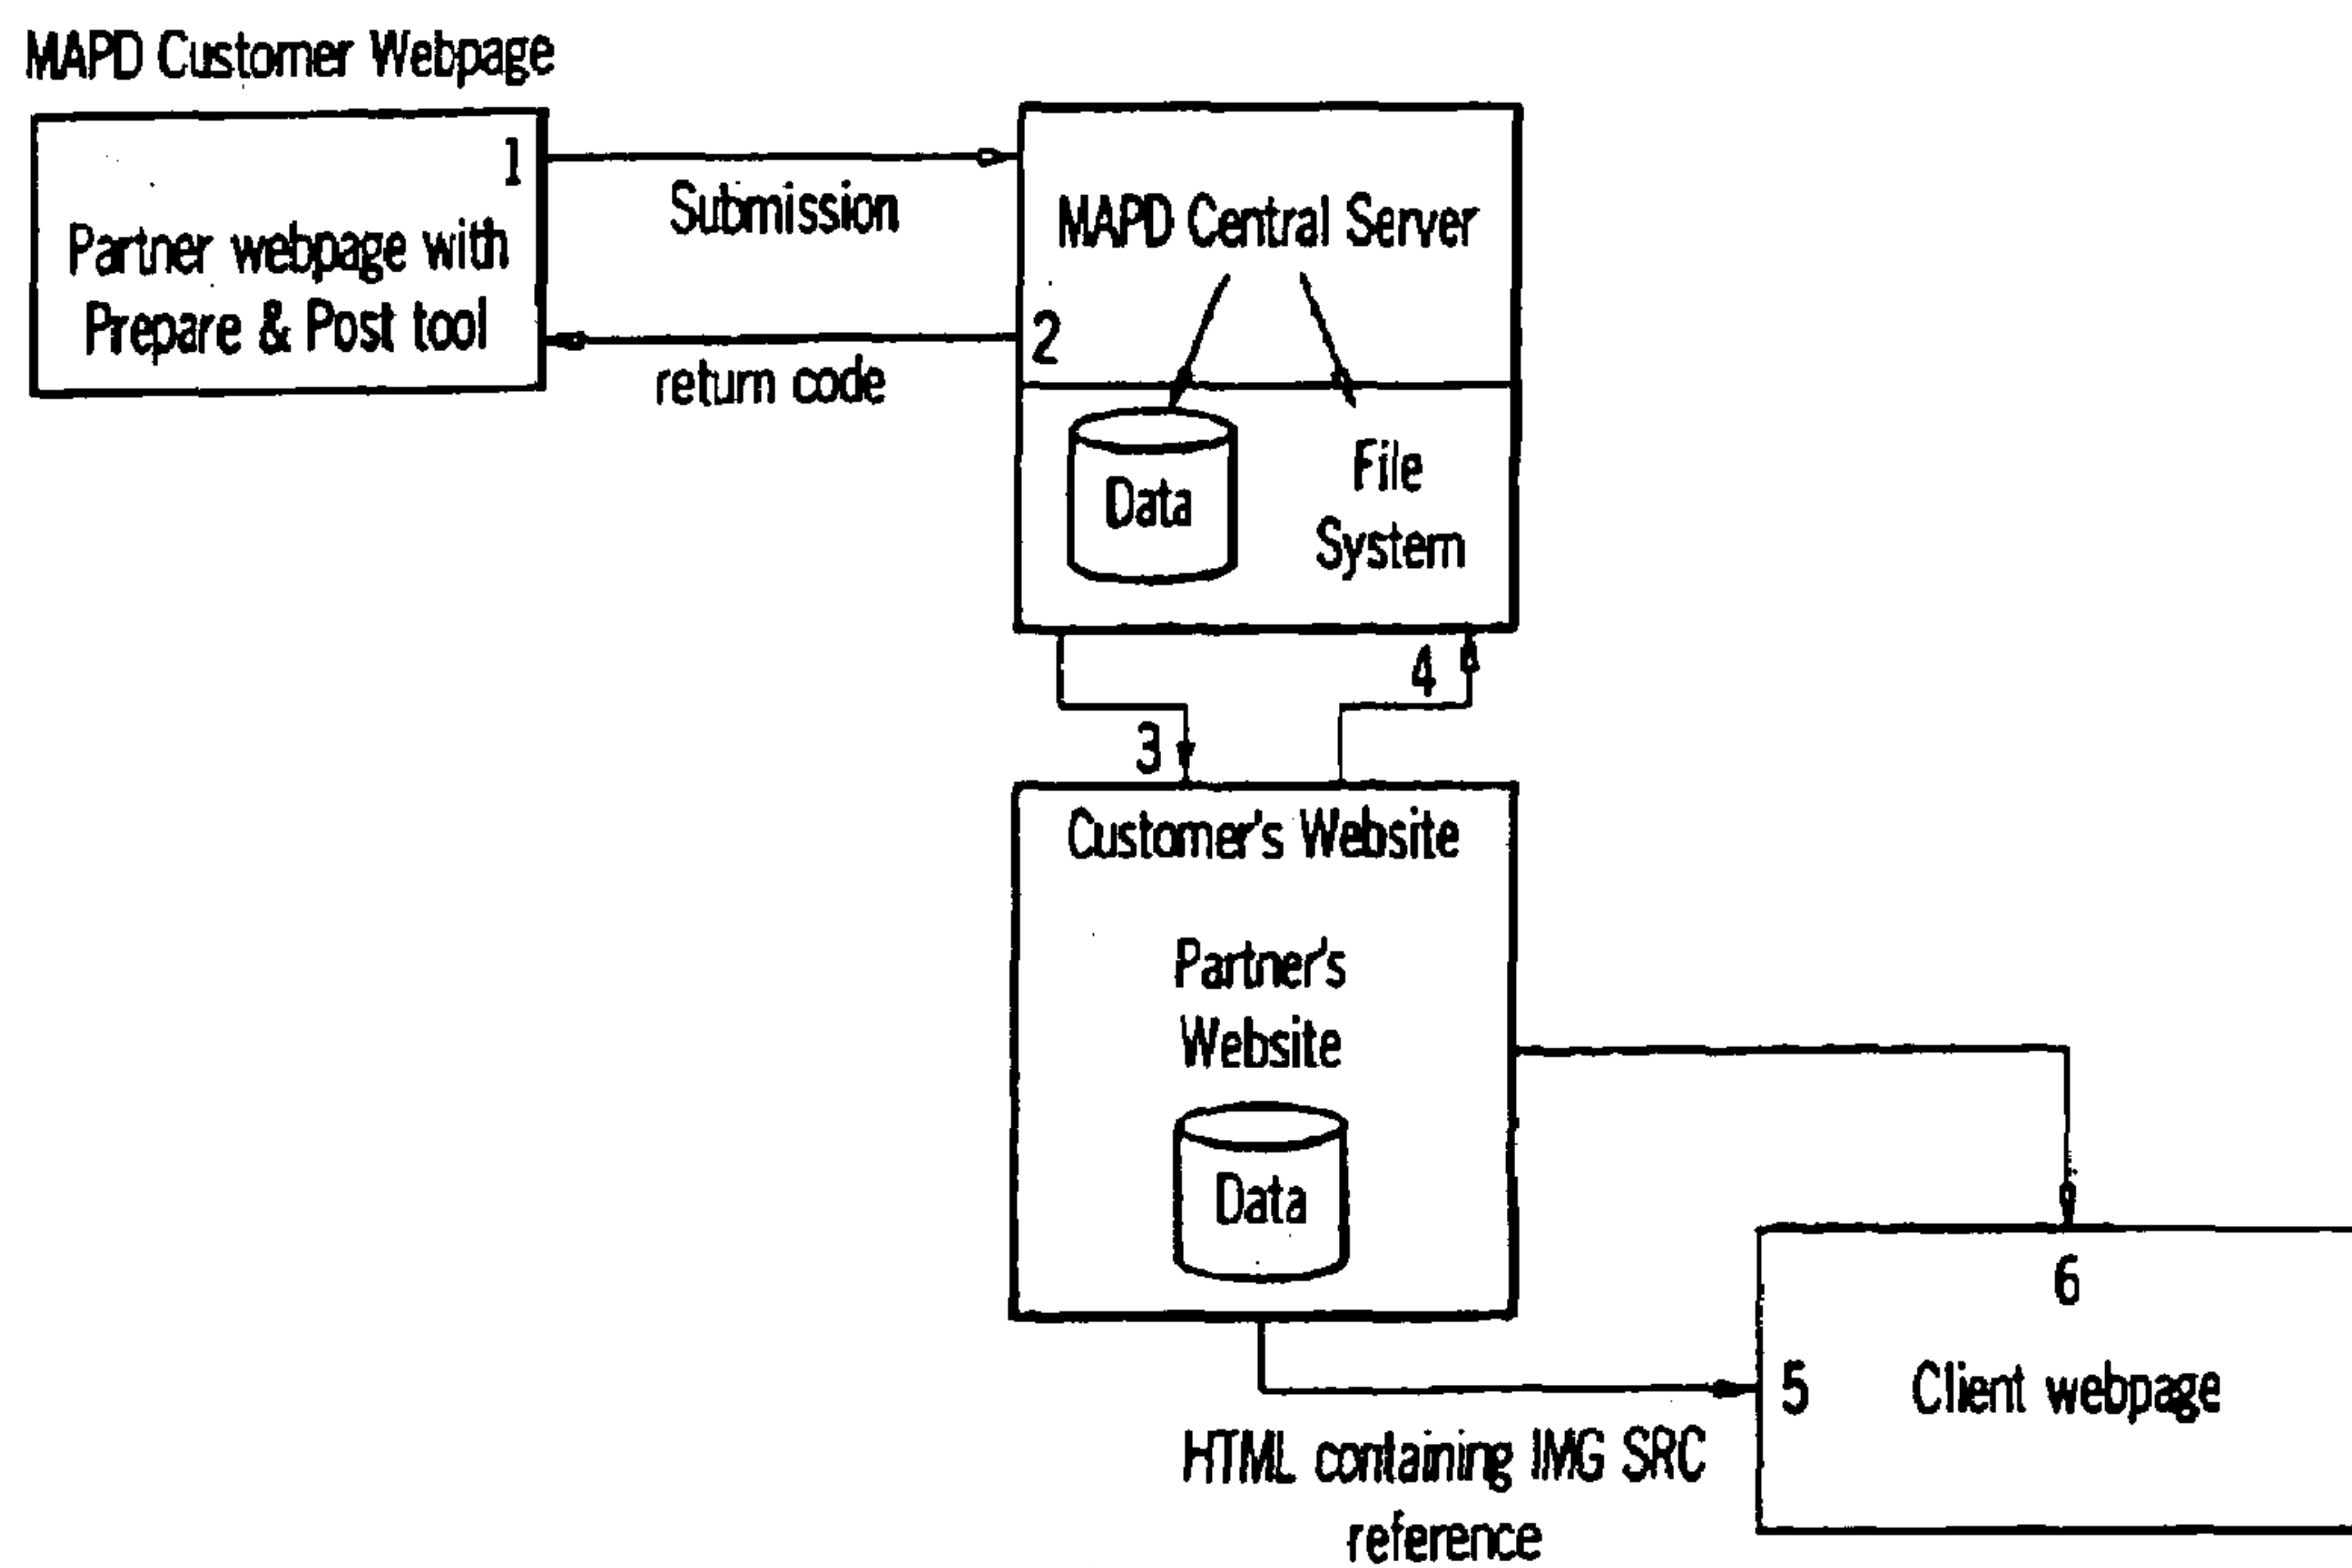 MAPD Customer Webpage
1
Partner webpage with
Prepare & Post tool
Submission
return code
MAPD Central Server
2
Data
File
System
3
4
Customer's Website
Partner's
Website
Data
6
5
Client webpage
HTML containing IMG SRC
reference